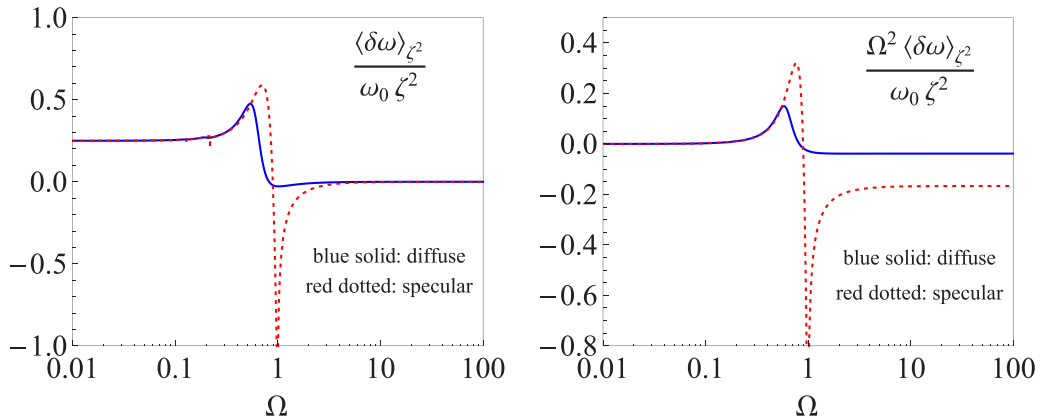 1.0
⟨δω⟩_ζ²
ω₀ ζ²
0.5
0.0
−0.5
blue solid: diffuse
red dotted: specular
−1.0
0.01 0.1 1 10 100
Ω
0.4
Ω² ⟨δω⟩_ζ²
ω₀ ζ²
0.2
0.0
−0.2
−0.4
blue solid: diffuse
red dotted: specular
−0.6
−0.8
0.01 0.1 1 10 100
Ω